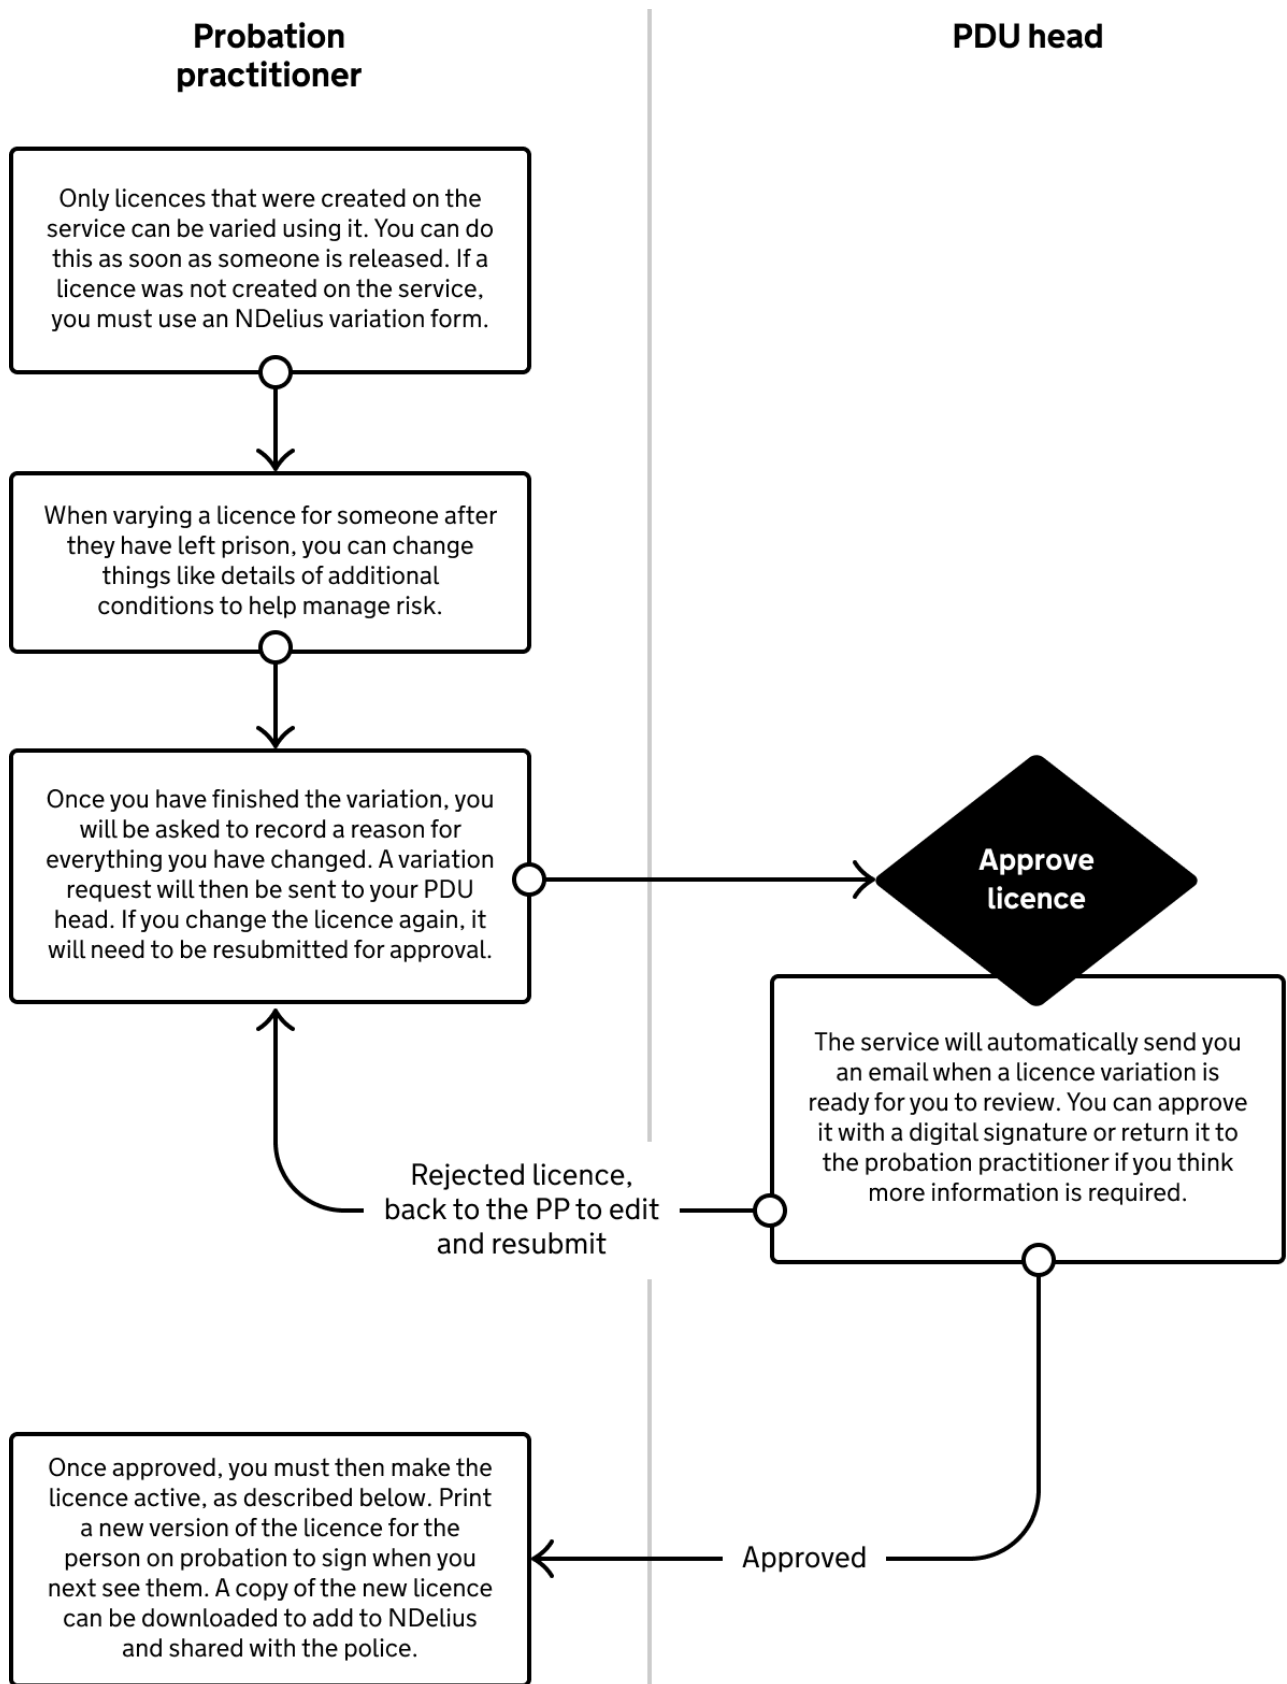 Probation
practitioner
PDU head
Only licences that were created on the
service can be varied using it. You can do
this as soon as someone is released. If a
licence was not created on the service,
you must use an NDelius variation form.
When varying a licence for someone after
they have left prison, you can change
things like details of additional
conditions to help manage risk.
Once you have finished the variation, you
will be asked to record a reason for
everything you have changed. A variation
request will then be sent to your PDU
head. If you change the licence again, it
will need to be resubmitted for approval.
Approve
licence
The service will automatically send you
an email when a licence variation is
ready for you to review. You can approve
it with a digital signature or return it to
the probation practitioner if you think
more information is required.
Rejected licence,
back to the PP to edit
and resubmit
Once approved, you must then make the
licence active, as described below. Print
a new version of the licence for the
person on probation to sign when you
next see them. A copy of the new licence
can be downloaded to add to NDelius
and shared with the police.
Approved